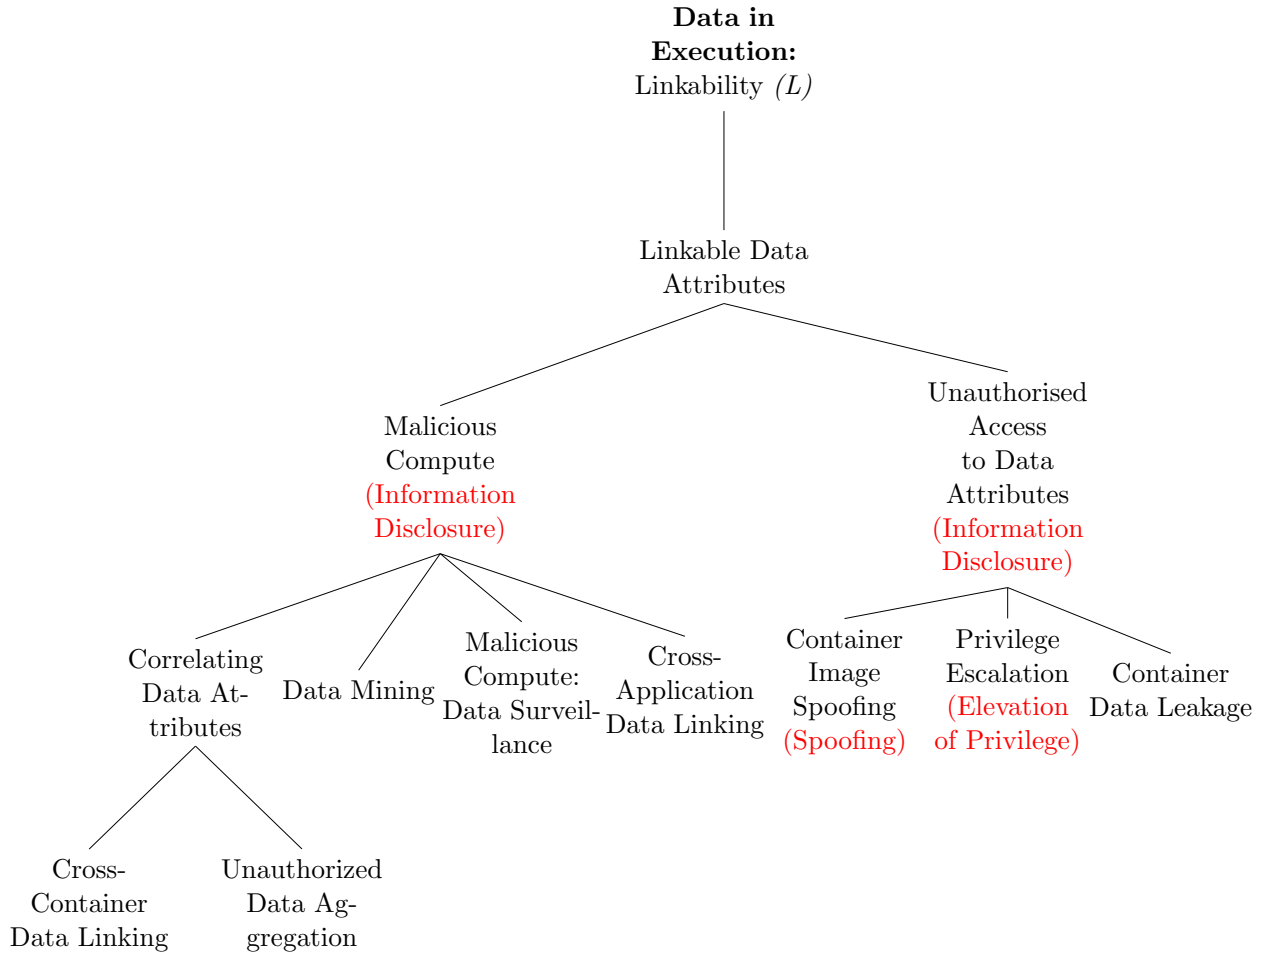 Data in
Execution:
Linkability (L)
Linkable Data
Attributes
Malicious
Compute
(Information
Disclosure)
Unauthorised
Access
to Data
Attributes
(Information
Disclosure)
Correlating
Data At-
tributes
Data Mining
Malicious
Compute:
Data Surveil-
lance
Cross-
Application
Data Linking
Container
Image
Spoofing
(Spoofing)
Privilege
Escalation
(Elevation
of Privilege)
Container
Data Leakage
Cross-
Container
Data Linking
Unauthorized
Data Ag-
gregation